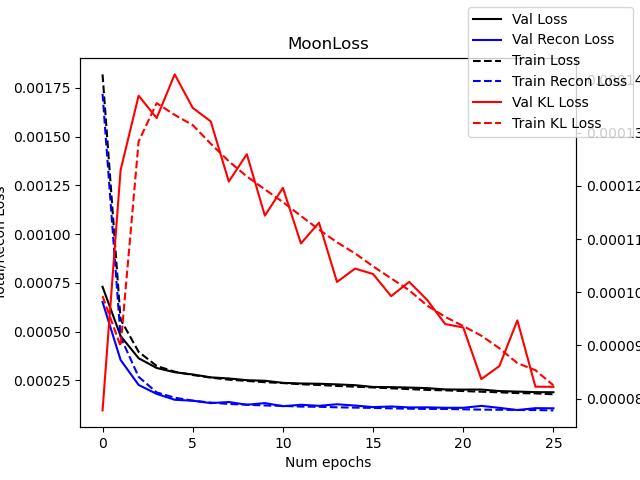 MoonLoss
Val Loss
Val Recon Loss
Train Loss
Train Recon Loss
Val KL Loss
Train KL Loss
0.00175
0.00150
0.00125
0.00100
0.00075
0.00050
0.00025
Total/Recon Loss
0.00014
0.00013
0.00012
0.00011
0.00010
0.00009
0.00008
0 5 10 15 20 25
Num epochs